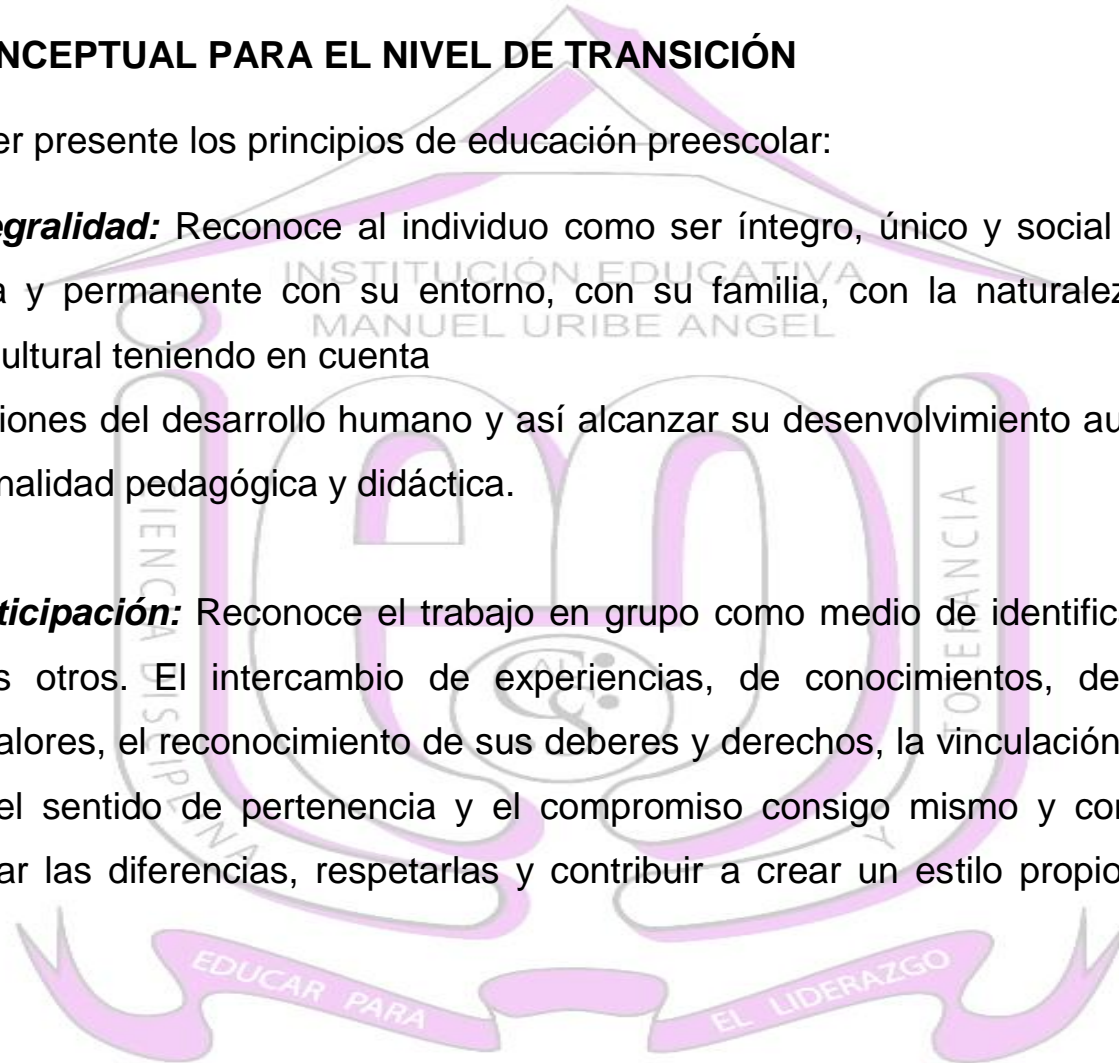 NCEPTUAL PARA EL NIVEL DE TRANSICIÓN
er presente los principios de educación preescolar:
egralidad: Reconoce al individuo como ser íntegro, único y social
a y permanente con su entorno, con su familia, con la naturalez
INSTITUCIÓN EDUCATIVA
MANUEL URIBE ANGEL
ultural teniendo en cuenta
iones del desarrollo humano y así alcanzar su desenvolvimiento au
nalidad pedagógica y didáctica.
ticipación: Reconoce el trabajo en grupo como medio de identific
s otros. El intercambio de experiencias, de conocimientos, de
alores, el reconocimiento de sus deberes y derechos, la vinculación
el sentido de pertenencia y el compromiso consigo mismo y co
ar las diferencias, respetarlas y contribuir a crear un estilo propio
Y TOLERANCIA
EDUCAR PARA
EL LIDERAZGO